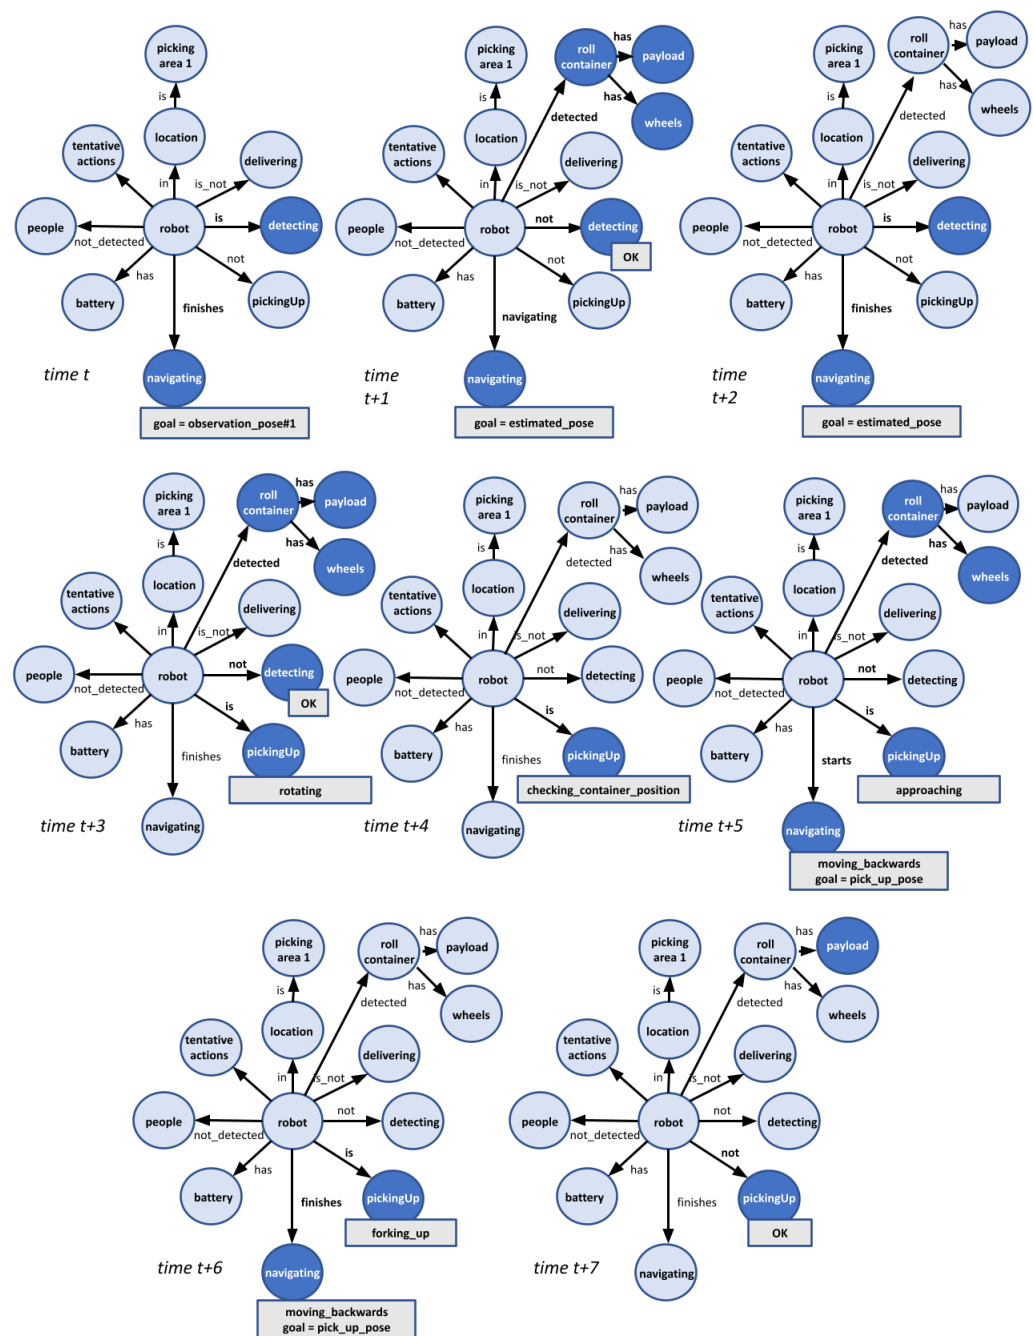 picking
area 1
is
location
tentative
actions
delivering
in
is_not
people
not_detected
robot
is
detecting
has
not
battery
pickingUp
finishes
time t
navigating
goal = observation_pose#1
picking
area 1
roll
container
has
payload
has
wheels
is
detected
location
tentative
actions
delivering
in
is_not
people
not_detected
robot
not
detecting
OK
has
not
battery
pickingUp
navigating
time
t+1
navigating
goal = estimated_pose
picking
area 1
roll
container
has
payload
has
wheels
is
detected
location
tentative
actions
delivering
in
is_not
people
not_detected
robot
is
detecting
has
not
battery
pickingUp
finishes
time
t+2
navigating
goal = estimated_pose
picking
area 1
roll
container
has
payload
has
wheels
is
detected
location
tentative
actions
delivering
in
is_not
people
not_detected
robot
not
detecting
OK
has
is
battery
pickingUp
rotating
finishes
time t+3
navigating
picking
area 1
roll
container
has
payload
has
wheels
is
detected
location
tentative
actions
delivering
in
is_not
people
not_detected
robot
not
detecting
has
is
battery
pickingUp
checking_container_position
finishes
time t+4
navigating
picking
area 1
roll
container
has
payload
has
wheels
is
detected
location
tentative
actions
delivering
in
is_not
people
not_detected
robot
not
detecting
has
is
battery
pickingUp
approaching
starts
time t+5
navigating
moving_backwards
goal = pick_up_pose
picking
area 1
roll
container
has
payload
has
wheels
is
detected
location
tentative
actions
delivering
in
is_not
people
not_detected
robot
not
detecting
has
is
battery
pickingUp
forking_up
finishes
time t+6
navigating
moving_backwards
goal = pick_up_pose
picking
area 1
roll
container
has
payload
has
wheels
is
detected
location
tentative
actions
delivering
in
is_not
people
not_detected
robot
not
detecting
has
not
battery
pickingUp
OK
finishes
time t+7
navigating